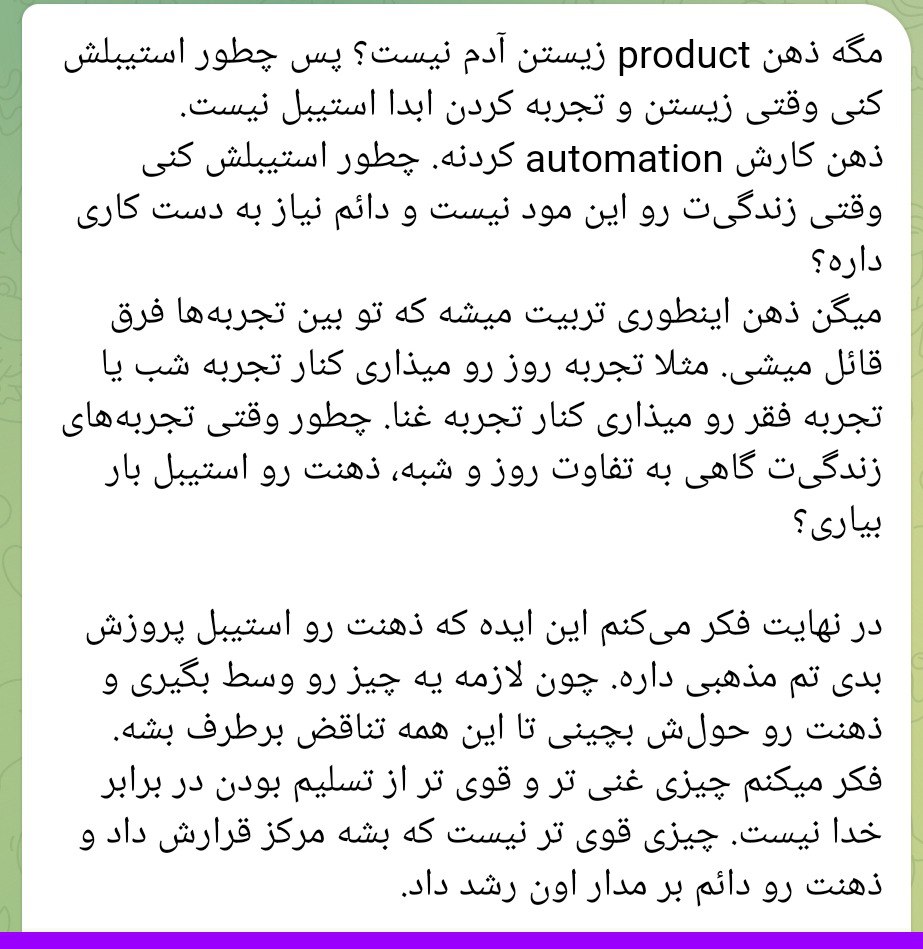 مگه ذهن product زیستن آدم نیست؟ پس چطور استیبلش
کنی وقتی زیستن و تجربه کردن ابدا استیبل نیست.
ذهن کارش automation کردنه. چطور استیبلش کنی
وقتی زندگی‌ت رو این مود نیست و دائم نیاز به دست کاری
داره؟
میگن ذهن اینطوری تربیت میشه که تو بین تجربه‌ها فرق
قائل میشی. مثلا تجربه روز رو میذاری کنار تجربه شب یا
تجربه فقر رو میذاری کنار تجربه غنا. چطور وقتی تجربه‌های
زندگی‌ت گاهی به تفاوت روز و شبه، ذهنت رو استیبل بار
بیاری؟
در نهایت فکر می‌کنم این ایده که ذهنت رو استیبل پروزش
بدی تم مذهبی داره. چون لازمه یه چیز رو وسط بگیری و
ذهنت رو حول‌ش بچینی تا این همه تناقض برطرف بشه.
فکر میکنم چیزی غنی تر و قوی تر از تسلیم بودن در برابر
خدا نیست. چیزی قوی تر نیست که بشه مرکز قرارش داد و
ذهنت رو دائم بر مدار اون رشد داد.